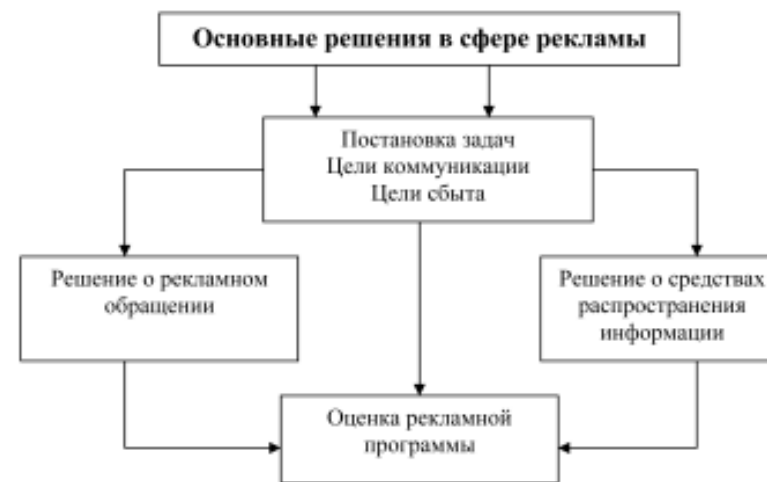 Основные решения в сфере рекламы
Постановка задач
Цели коммуникации
Цели сбыта
Решение о рекламном
обращении
Решение о средствах
распространения
информации
Оценка рекламной
программы